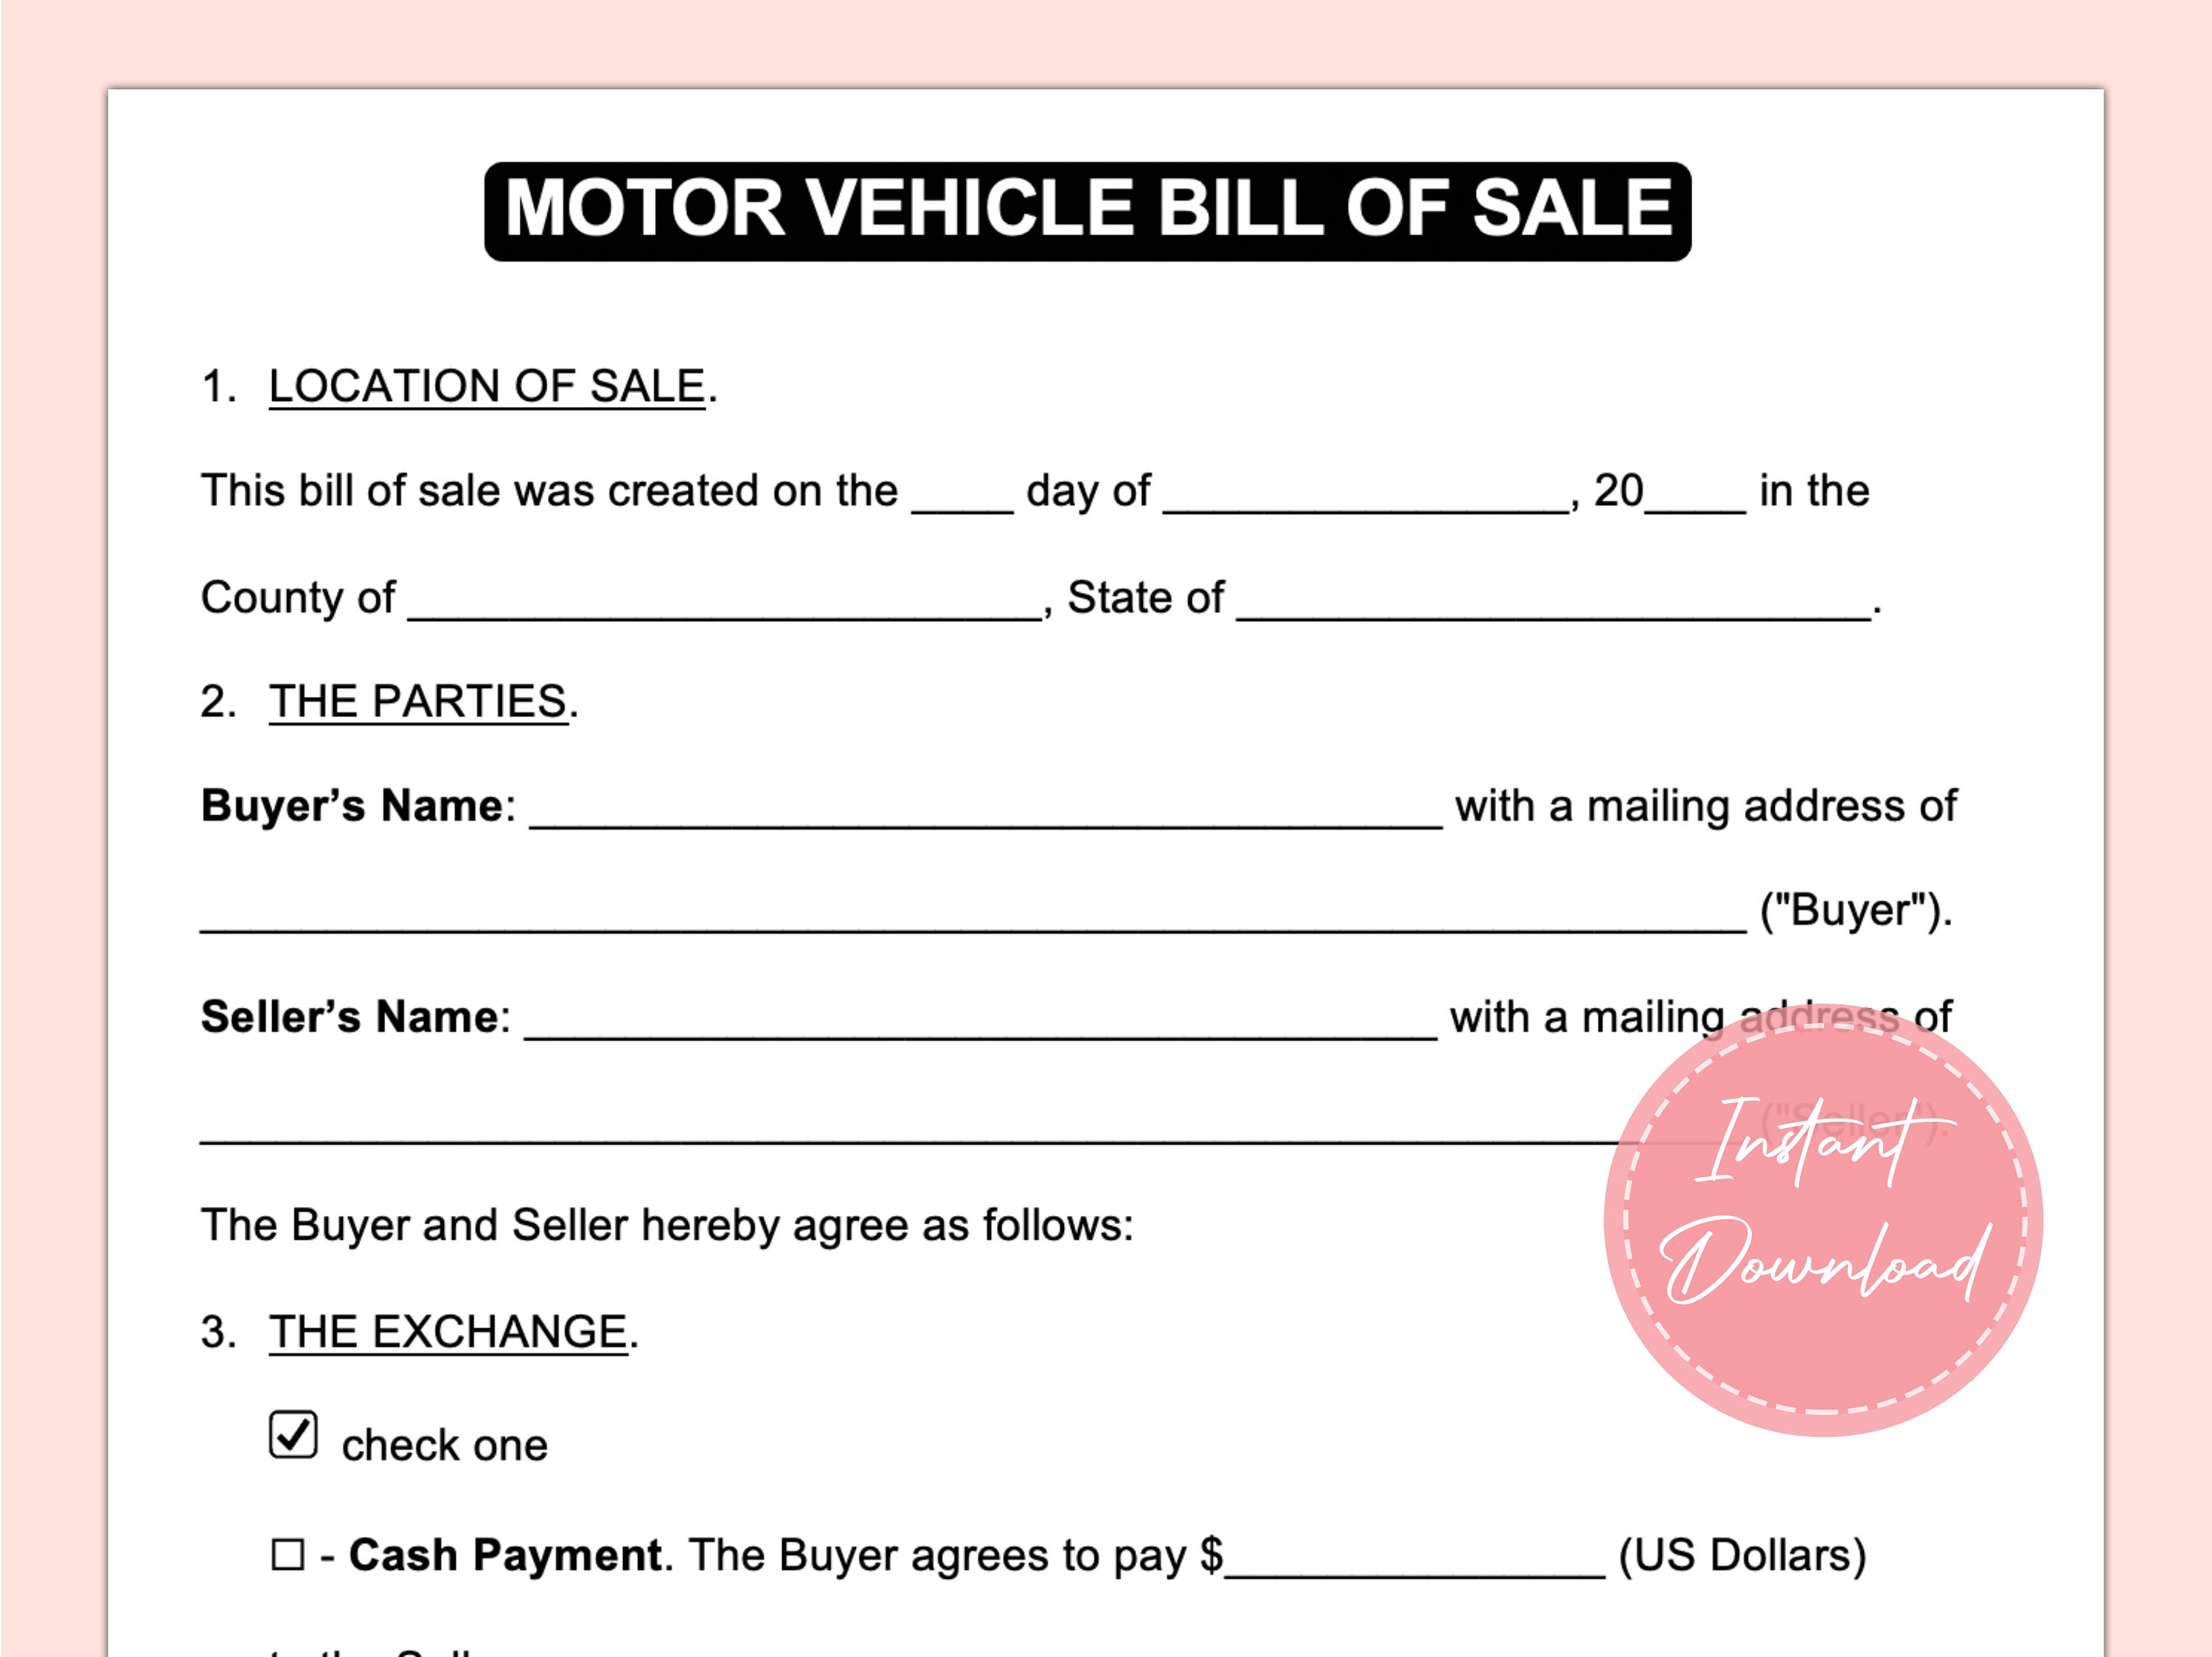 MOTOR VEHICLE BILL OF SALE
1. LOCATION OF SALE.
This bill of sale was created on the ____ day of ________________, 20____ in the
County of _________________________, State of _________________________.
2. THE PARTIES.
Buyer’s Name: ____________________________________ with a mailing address of
_____________________________________________________________ ("Buyer").
Seller’s Name: ____________________________________ with a mailing address of
_____________________________________________________________ ("Seller").
Instant
Download
The Buyer and Seller hereby agree as follows:
3. THE EXCHANGE.
☑ check one
☐ - Cash Payment. The Buyer agrees to pay $_______________ (US Dollars)